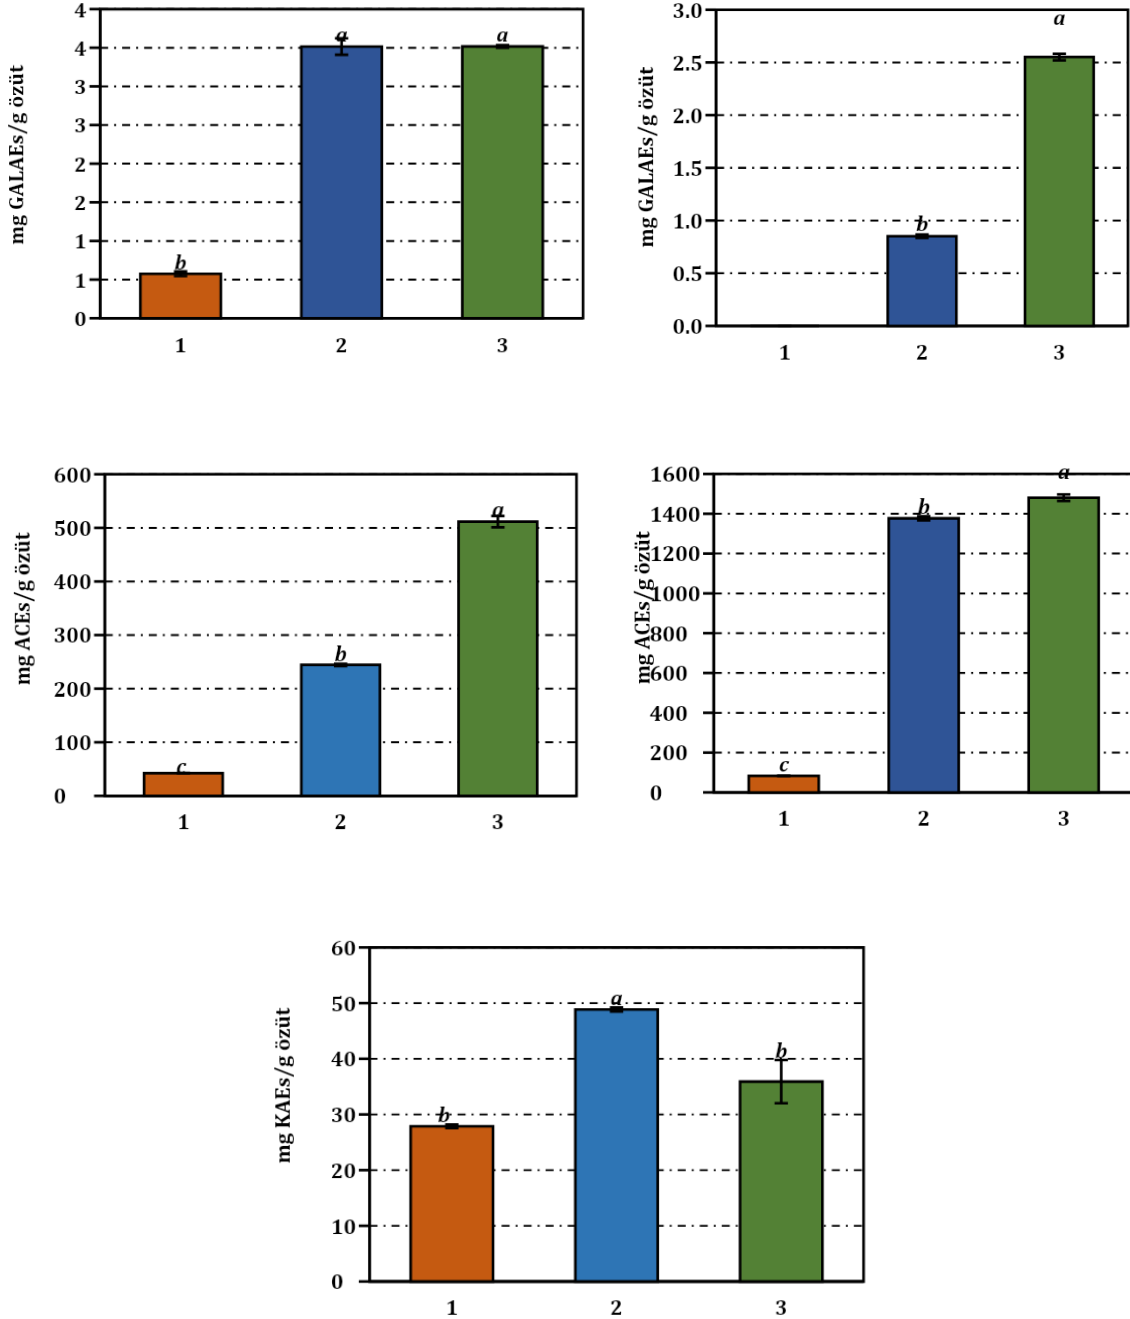 mg GALAEs/g özüt
4
4
3
3
2
2
1
1
0
b
a
a
1 2 3
mg GALAEs/g özüt
3.0
2.5
2.0
1.5
1.0
0.5
0.0
b
a
1 2 3
mg ACEs/g özüt
600
500
400
300
200
100
0
c
b
a
1 2 3
mg ACEs/g özüt
1600
1400
1200
1000
800
600
400
200
0
c
b
a
1 2 3
mg KAEs/g özüt
60
50
40
30
20
10
0
b
a
b
1 2 3